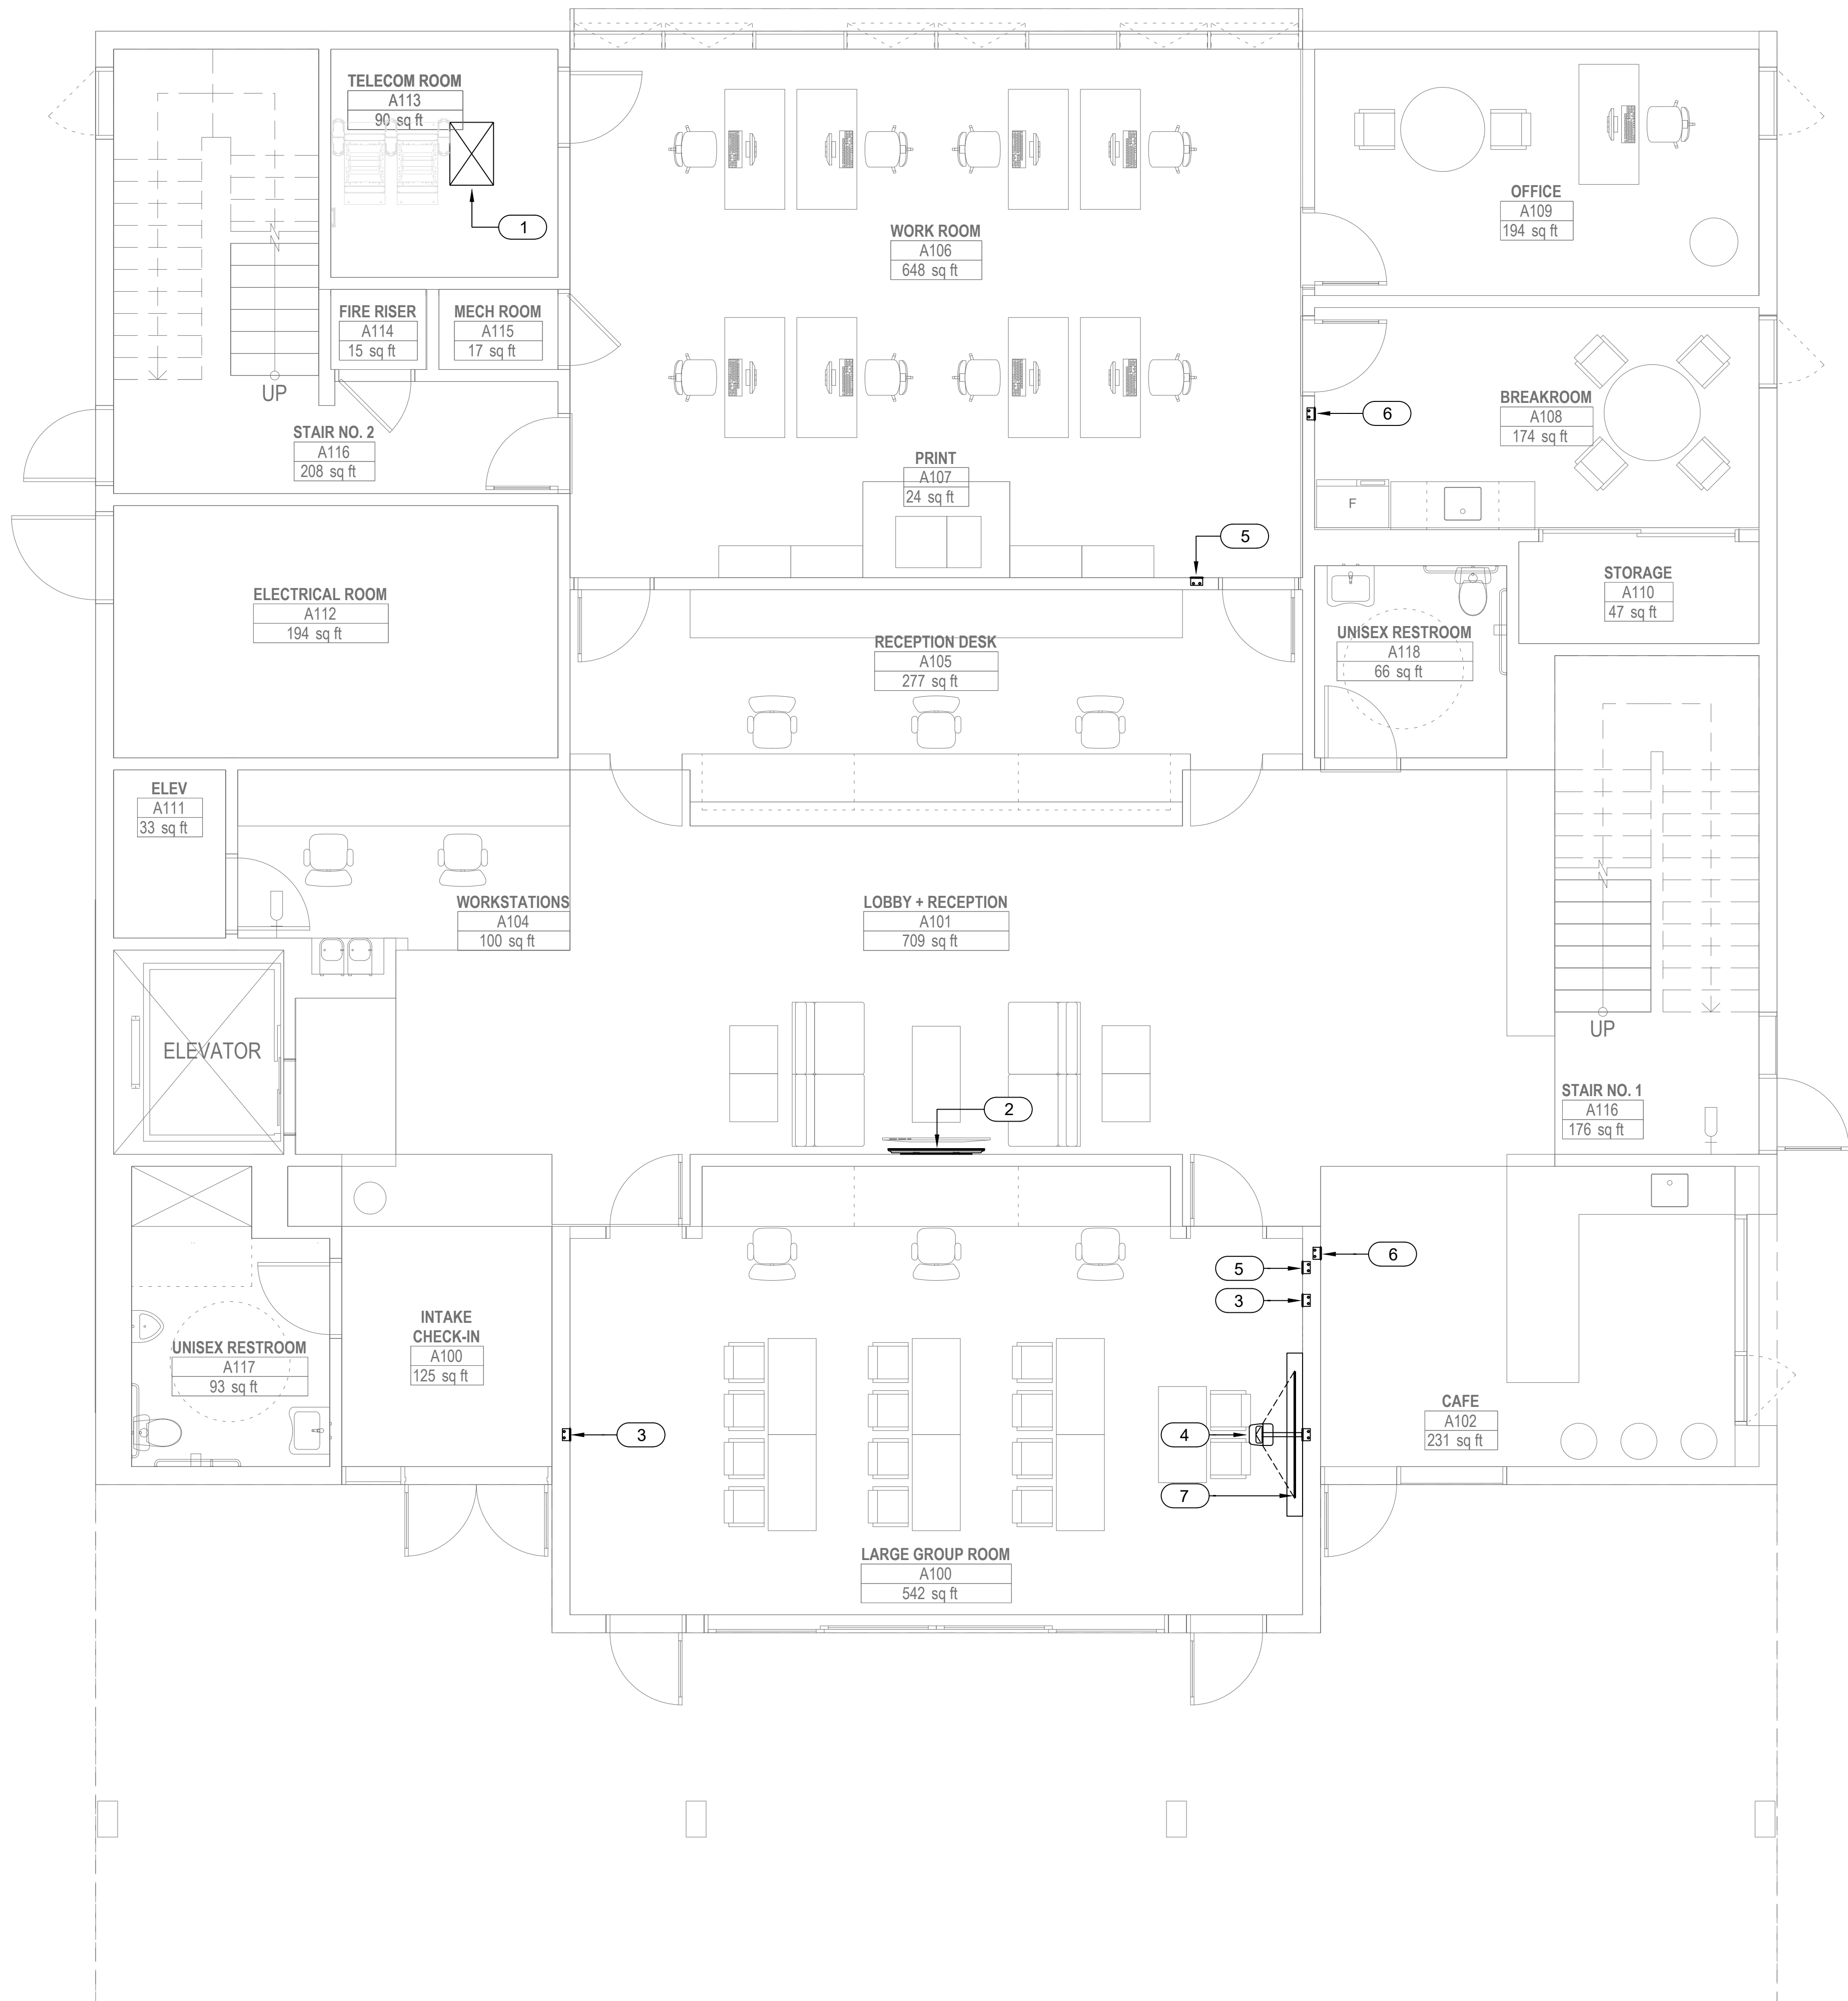 TELECOM ROOM
A113
90 sq ft
1
WORK ROOM
A106
648 sq ft
OFFICE
A109
194 sq ft
FIRE RISER
A114
15 sq ft
MECH ROOM
A115
17 sq ft
UP
STAIR NO. 2
A116
208 sq ft
BREAKROOM
A108
174 sq ft
6
F
PRINT
A107
24 sq ft
5
ELECTRICAL ROOM
A112
194 sq ft
STORAGE
A110
47 sq ft
RECEPTION DESK
A105
277 sq ft
UNISEX RESTROOM
A118
66 sq ft
ELEV
A111
33 sq ft
WORKSTATIONS
A104
100 sq ft
LOBBY + RECEPTION
A101
709 sq ft
ELEVATOR
UP
STAIR NO. 1
A116
176 sq ft
2
6
5
3
INTAKE
CHECK-IN
A100
125 sq ft
UNISEX RESTROOM
A117
93 sq ft
CAFE
A102
231 sq ft
3
4
7
LARGE GROUP ROOM
A100
542 sq ft